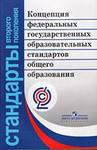 стандарты
второго поколения
Концепция
федеральных
государственных
образовательных
стандартов
общего
образования